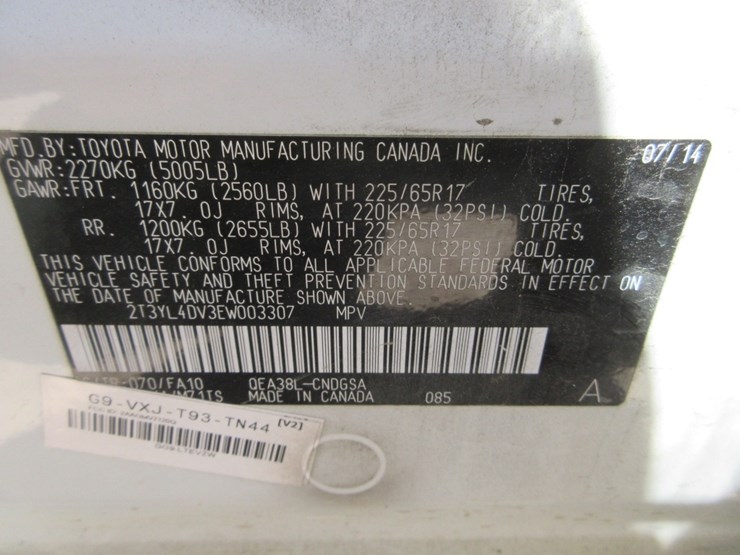 MFD.BY:TOYOTA MOTOR MANUFACTURING CANADA INC. 07/14
GVWR:2270KG (5005LB)
GAWR:FRT. 1160KG (2560LB) WITH 225/65R17 TIRES,
17X7.0J RIMS, AT 220KPA (32PSI) COLD.
RR. 1200KG (2655LB) WITH 225/65R17 TIRES,
17X7.0J RIMS, AT 220KPA (32PSI) COLD.
THIS VEHICLE CONFORMS TO ALL APPLICABLE FEDERAL MOTOR
VEHICLE SAFETY AND THEFT PREVENTION STANDARDS IN EFFECT ON
THE DATE OF MANUFACTURE SHOWN ABOVE.
2T3YL4DV3EW003307 MPV
070/FA10 QEA38L-CNDGSA
MADE IN CANADA 085 A
G9-VXJ-T93-TN44 [V2]